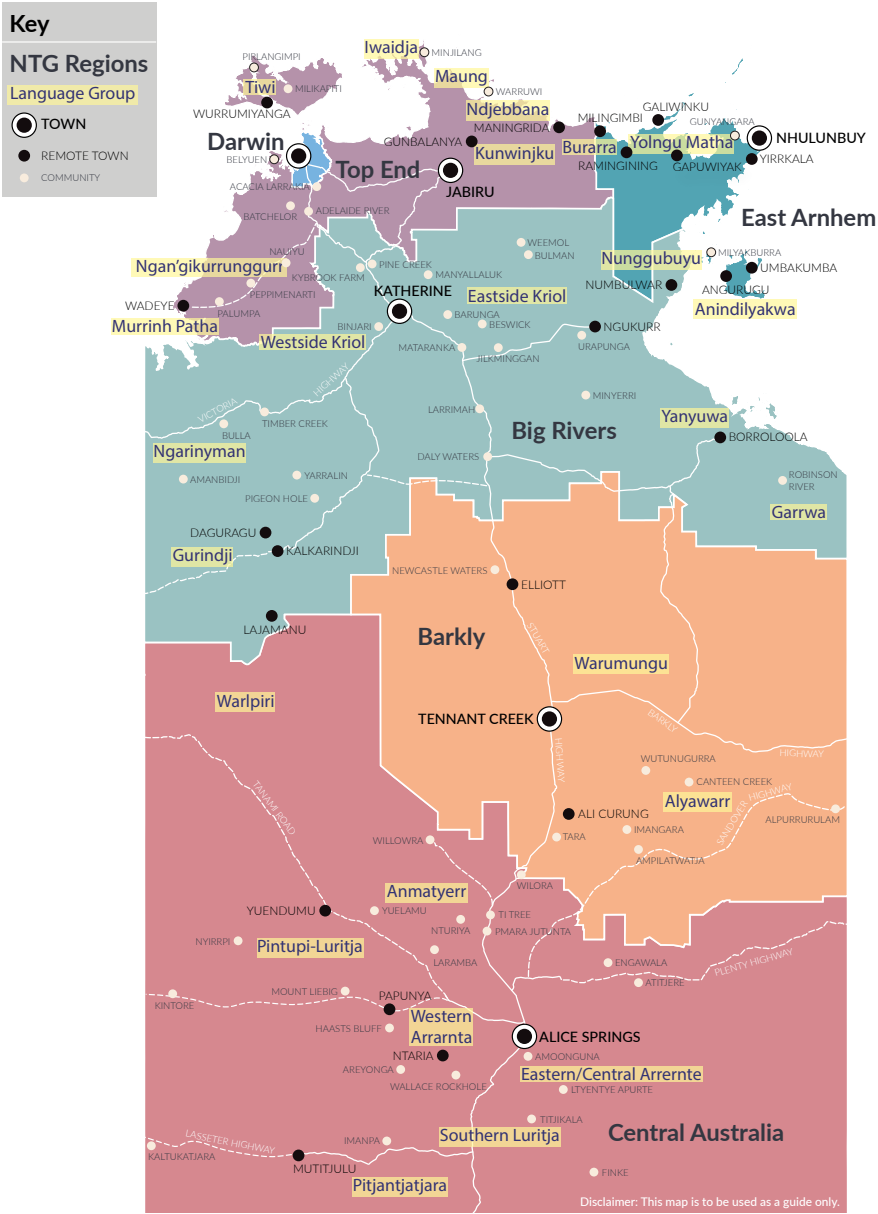 Key
NTG Regions
Language Group
TOWN
REMOTE TOWN
COMMUNITY
Iwaidja
MINJILANG
PIRLANGIMPI
Tiwi
MILIKAPITI
WURRUMIYANGA
Maung
WARRUWI
Ndjebbana
MANINGRIDA
MILINGIMBI
GALIWINKU
GUNYANGARA
NHULUNBUY
Darwin
BELYUEN
GUNBALANYA
Kunwinjku
Burarra
Yolngu Matha
RAMINGINING
GAPUWIYAK
YIRRKALA
Top End
JABIRU
ACACIA LARRAKIA
BATCHELOR
ADELAIDE RIVER
East Arnhem
NAUIYU
Ngan'gikurrungguri
KYBROOK FARM
PINE CREEK
WEEMOL
BULMAN
MANYALLALUK
Nunggubuyu
MILYAKBURRA
UMBAKUMBA
NUMBULWAR
ANGURUGU
Anindilyakwa
PEPPIMENARTI
WADEYE
PALUMPA
Murrinh Patha
KATHERINE
Eastside Kriol
BINJARI
Westside Kriol
BARUNGA
BESWICK
NGUKURR
URAPUNGA
MATARANKA
JILKMINGGAN
HIGHWAY
VICTORIA
TIMBER CREEK
BULLA
LARRIMAH
MINYERRI
Yanyuwa
BORROLOOLA
Big Rivers
Ngarinyman
AMANBIDJI
YARRALIN
PIGEON HOLE
DALY WATERS
ROBINSON
RIVER
Garrwa
DAGURAGU
Gurindji
KALKARINDJI
NEWCASTLE WATERS
ELLIOTT
LAJAMANU
STUART
Barkly
Warumungu
Warlpiri
TENNANT CREEK
BARKLY
HIGHWAY
HIGHWAY
WUTUNUGURRA
CANTEEN CREEK
Alyawarr
TANAMI ROAD
ALI CURUNG
TARA
IMANGARA
AMPILATWATJA
SANDOVER HIGHWAY
ALPURRURULAM
WILLOWRA
WILORA
Anmatyerr
YUENDUMU
YUELAMU
NTURIYA
TI TREE
PMARA JUTUNTA
NYIRRPI
Pintupi-Luritja
LARAMBA
ENGAWALA
ATITJERE
PLENTY HIGHWAY
KINTORE
MOUNT LIEBIG
PAPUNYA
HAASTS BLUFF
Western
Arrarnta
ALICE SPRINGS
NTARIA
AMOONGUNA
AREYONGA
WALLACE ROCKHOLE
Eastern/Central Arrernte
LTYENTYE APURTE
TITJIKALA
Southern Luritja
Central Australia
LASSETER HIGHWAY
KALTUKATJARA
IMANPA
MUTITJULU
Pitjantjatjara
FINKE
Disclaimer: This map is to be used as a guide only.